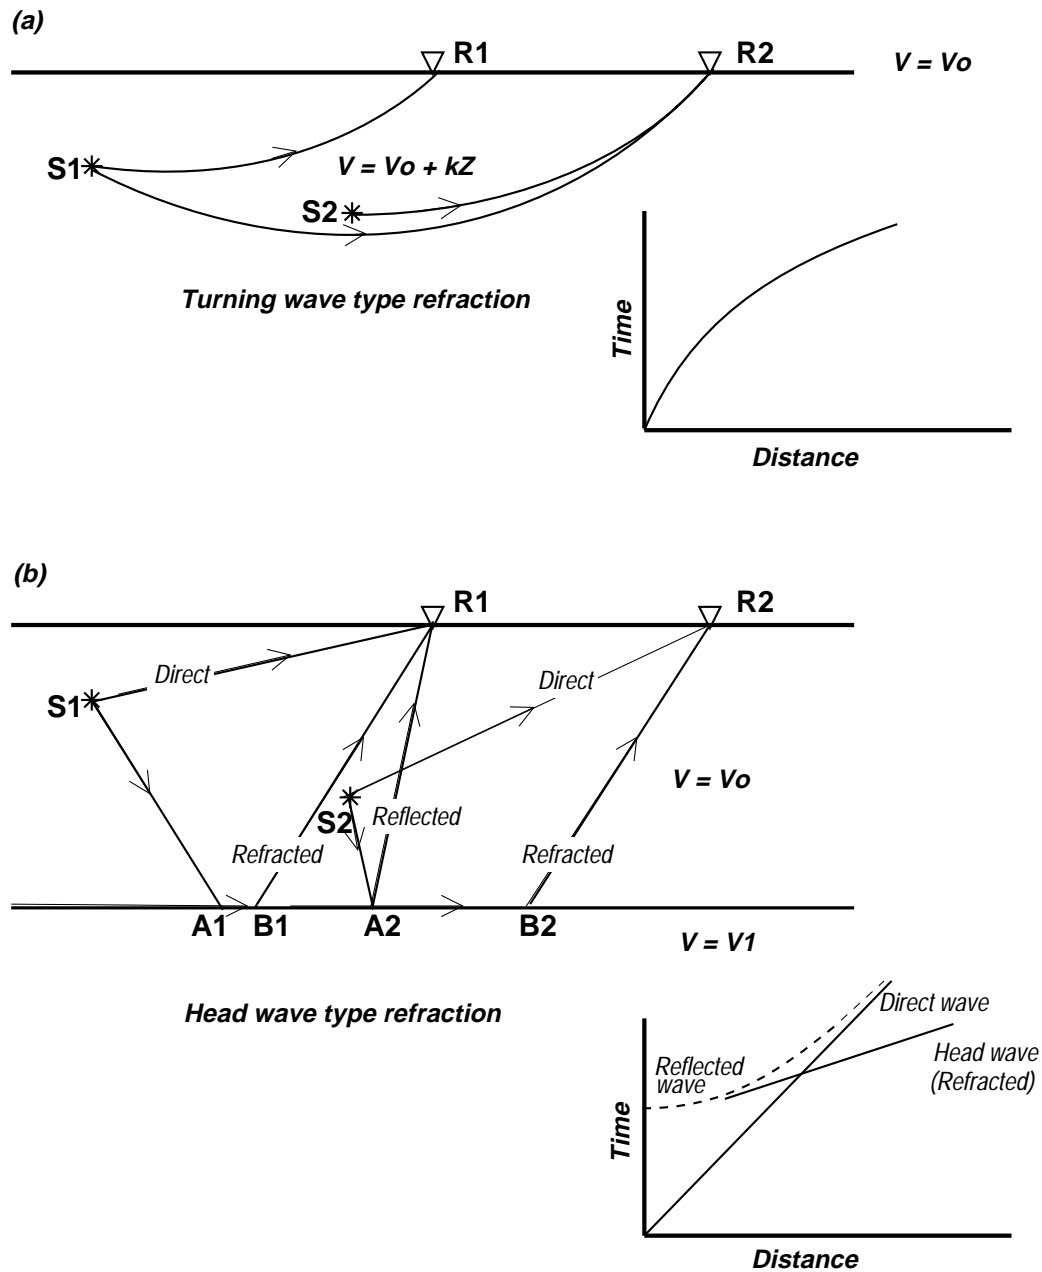 (a)
R1
R2
V = Vo
S1
V = Vo + kZ
S2
Turning wave type refraction
Time
Distance
(b)
R1
R2
Direct
Direct
S1
V = Vo
S2
Reflected
Refracted
Refracted
A1
B1
A2
B2
V = V1
Head wave type refraction
Direct wave
Head wave
(Refracted)
Reflected
wave
Time
Distance